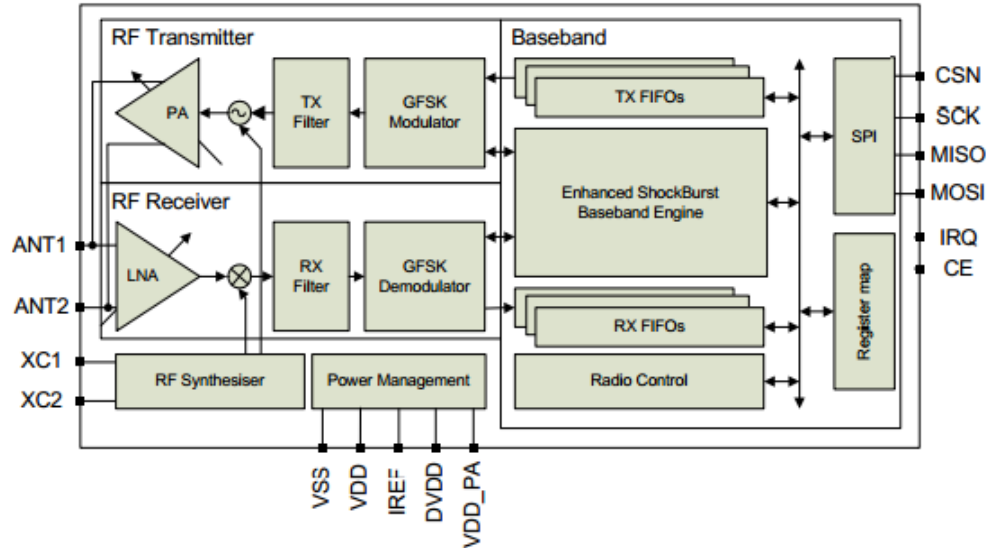 RF Transmitter
Baseband
PA
TX
Filter
GFSK
Modulator
TX FIFOs
SPI
CSN
SCK
MISO
MOSI
Enhanced ShockBurst
Baseband Engine
RF Receiver
ANT1
ANT2
LNA
RX
Filter
GFSK
Demodulator
RX FIFOs
Register map
IRQ
CE
XC1
XC2
RF Synthesiser
Power Management
Radio Control
VSS
VDD
IREF
DVDD
VDD_PA